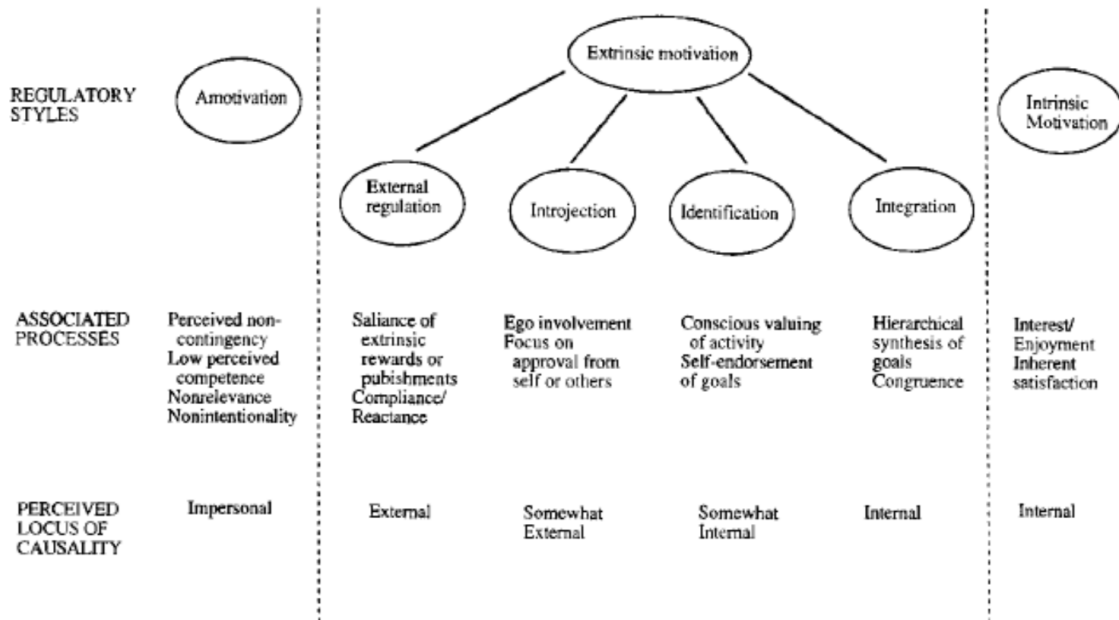 Extrinsic motivation
REGULATORY
STYLES
Amotivation
Intrinsic
Motivation
External
regulation
Introjection
Identification
Integration
ASSOCIATED
PROCESSES
Perceived non-
contingency
Low perceived
competence
Nonrelevance
Nonintentionality
Saliance of
extrinsic
rewards or
pubishments
Compliance/
Reactance
Ego involvement
Focus on
approval from
self or others
Conscious valuing
of activity
Self-endorsement
of goals
Hierarchical
synthesis of
goals
Congruence
Interest/
Enjoyment
Inherent
satisfaction
PERCEIVED
LOCUS OF
CAUSALITY
Impersonal
External
Somewhat
External
Somewhat
Internal
Internal
Internal